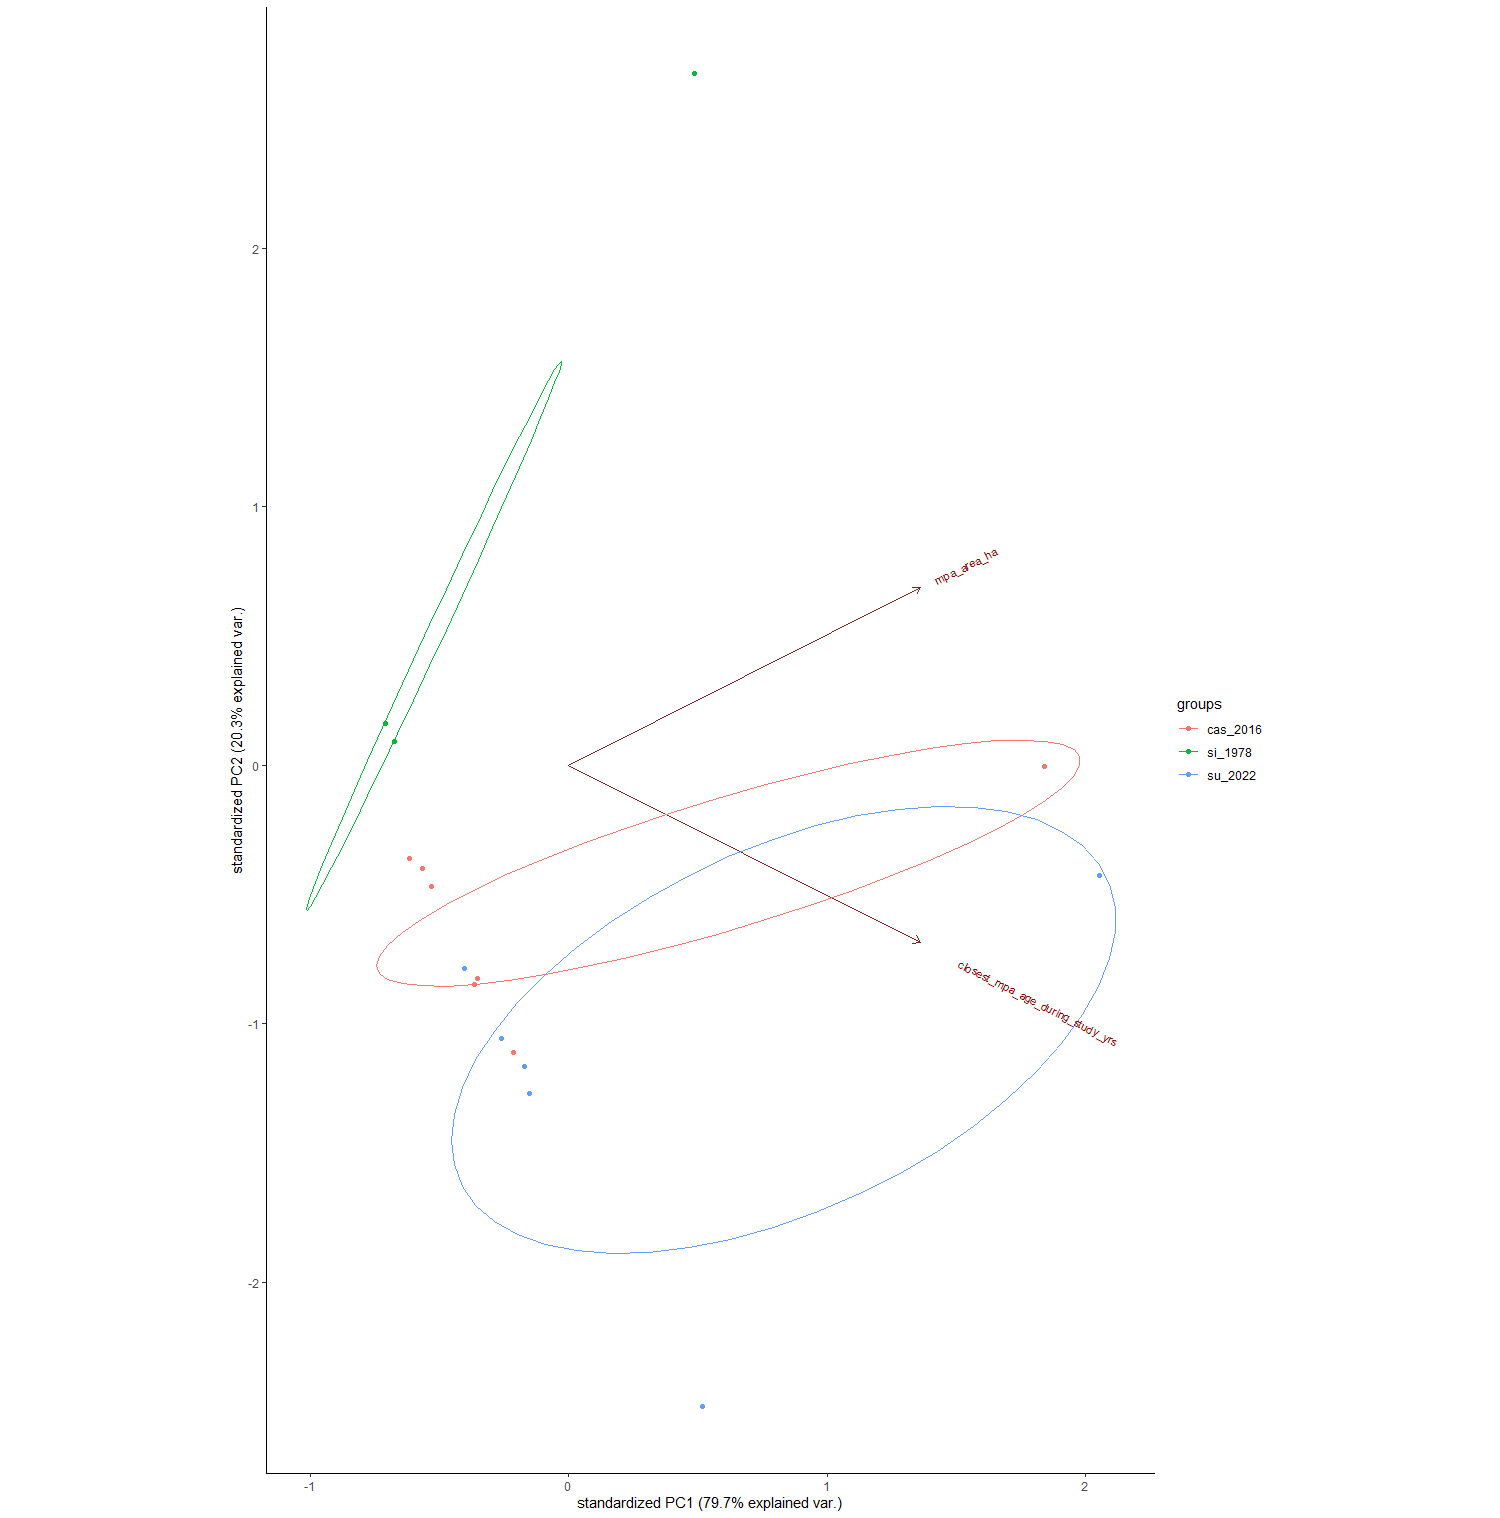 2
1
0
-1
-2
standardized PC2 (20.3% explained var.)
mpa_area_ha
closest_mpa_age_during_study_yrs
groups
cas_2016
si_1978
su_2022
-1
0
1
2
standardized PC1 (79.7% explained var.)